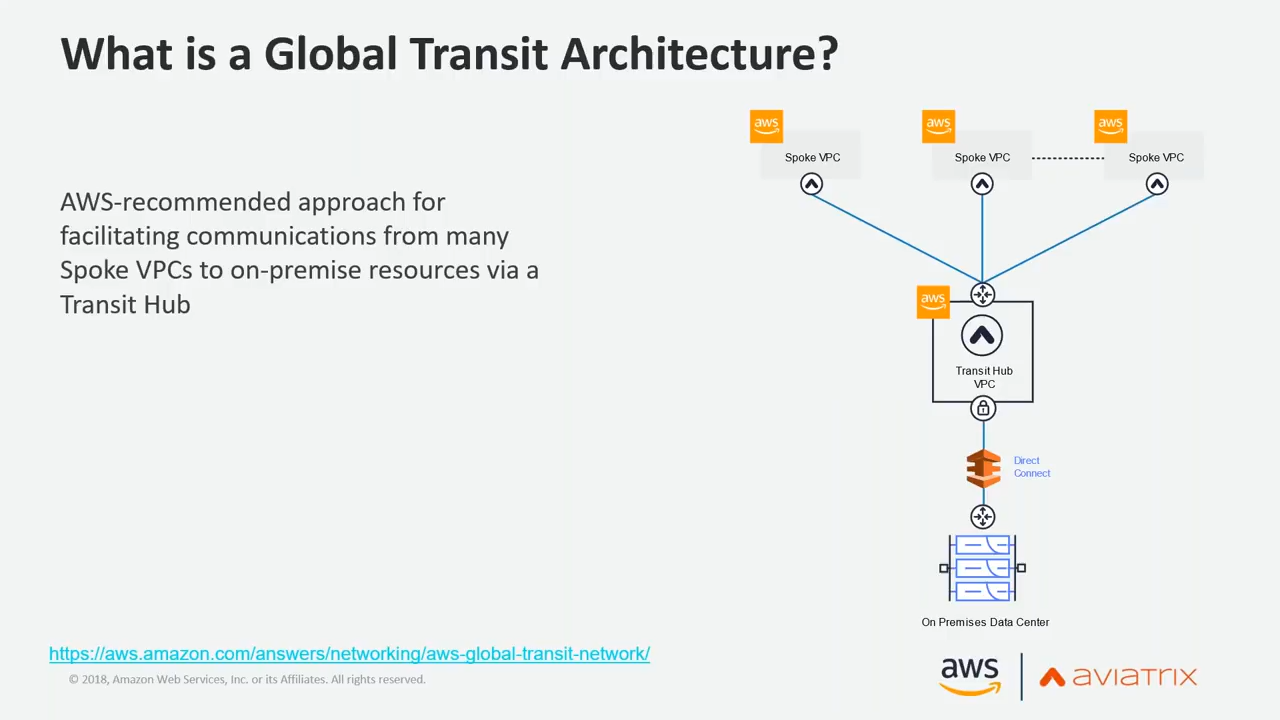 What is a Global Transit Architecture?
AWS-recommended approach for
facilitating communications from many
Spoke VPCs to on-premise resources via a
Transit Hub
aws
aws
aws
Spoke VPC
Spoke VPC
Spoke VPC
aws
Transit Hub
VPC
Direct
Connect
On Premises Data Center
https://aws.amazon.com/answers/networking/aws-global-transit-network/
© 2018, Amazon Web Services, Inc. or its Affiliates. All rights reserved.
aws
aviatrix